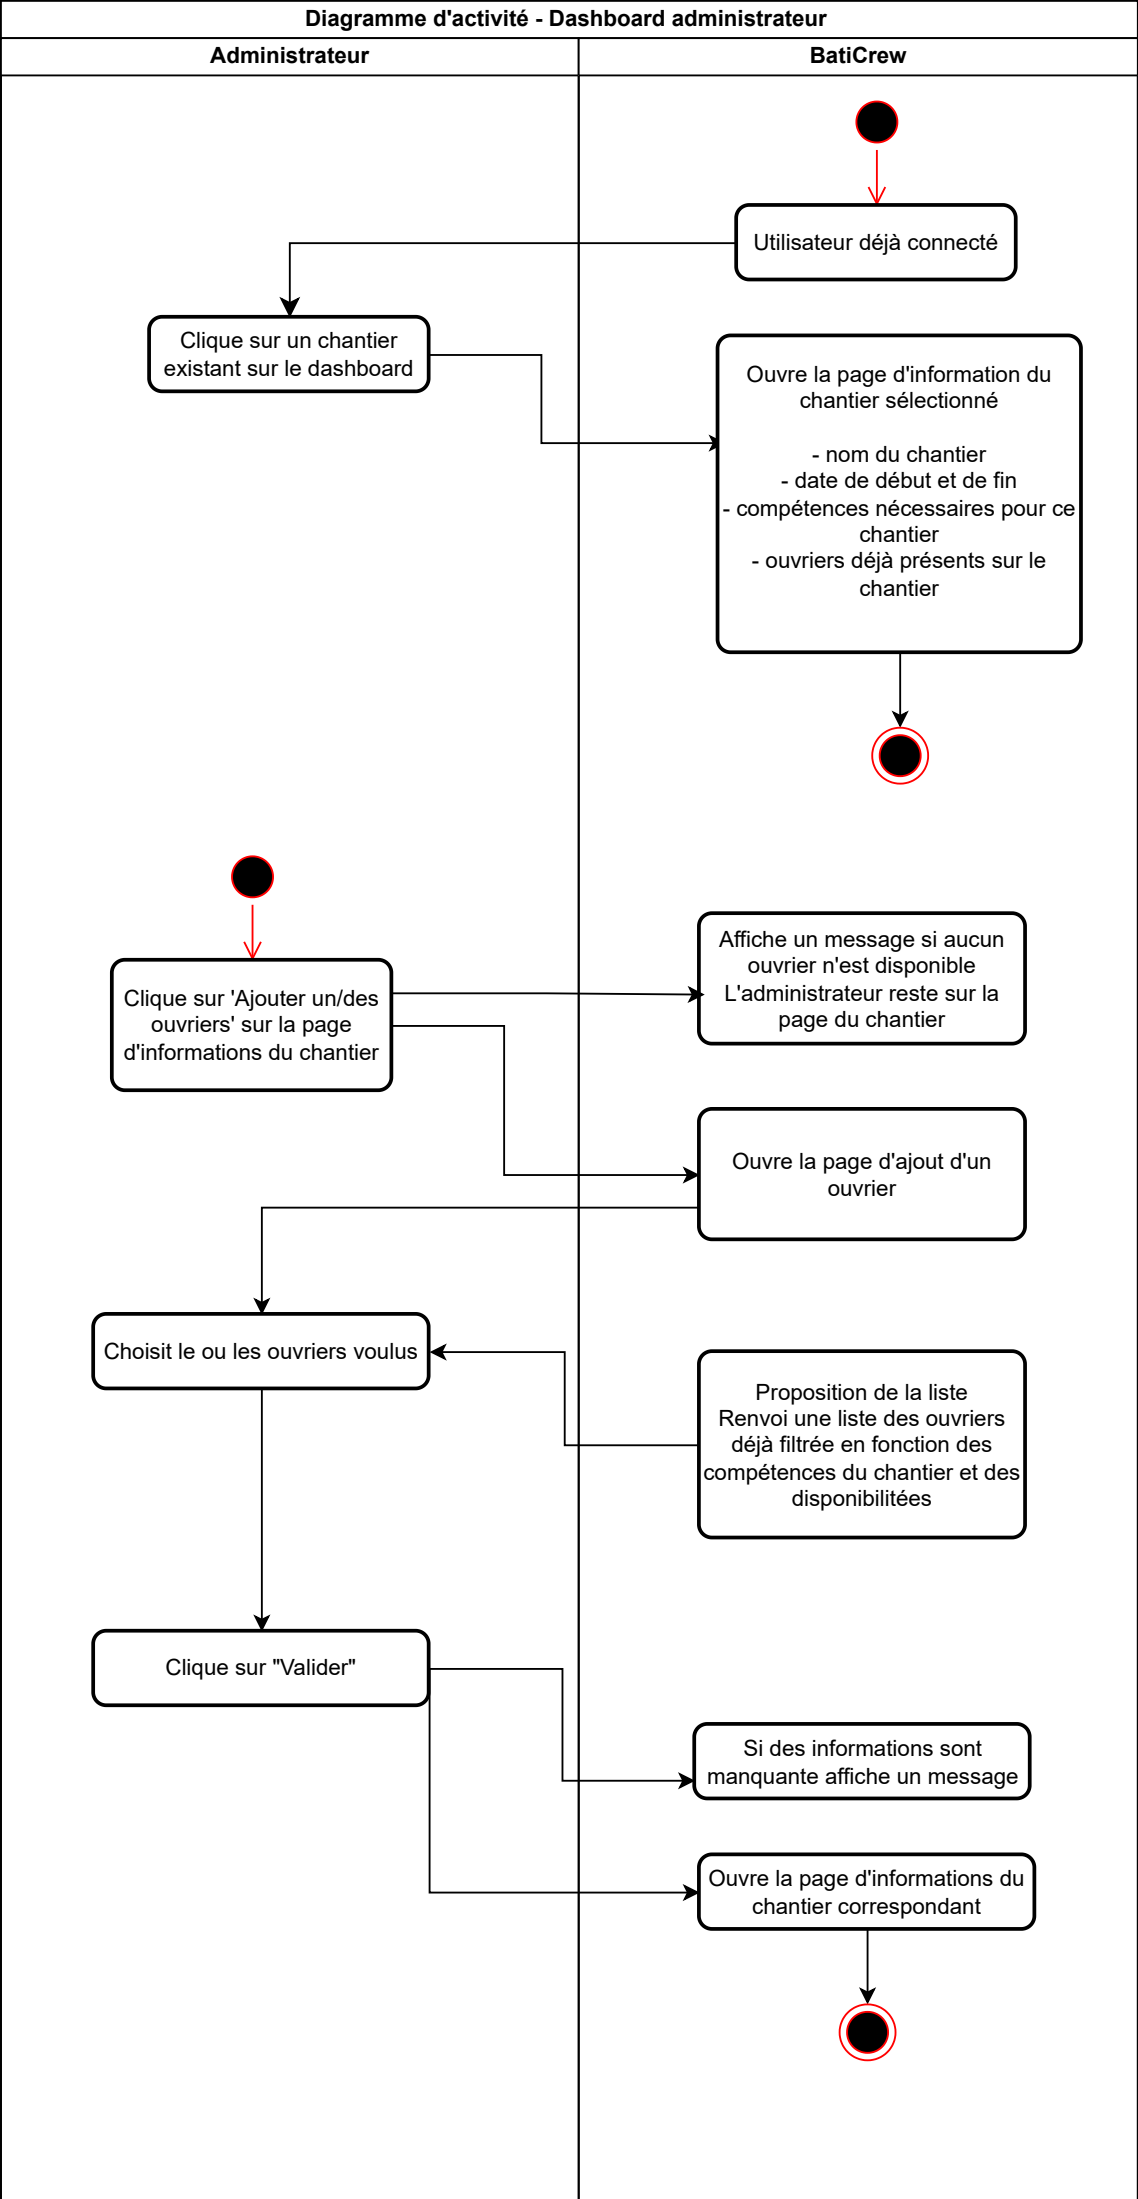 Diagramme d'activité - Dashboard administrateur
Administrateur
BatiCrew
Utilisateur déjà connecté
Clique sur un chantier
existant sur le dashboard
Ouvre la page d'information du
chantier sélectionné
- nom du chantier
- date de début et de fin
- compétences nécessaires pour ce
chantier
- ouvriers déjà présents sur le
chantier
Clique sur 'Ajouter un/des
ouvriers' sur la page
d'informations du chantier
Affiche un message si aucun
ouvrier n'est disponible
L'administrateur reste sur la
page du chantier
Ouvre la page d'ajout d'un
ouvrier
Choisit le ou les ouvriers voulus
Proposition de la liste
Renvoi une liste des ouvriers
déjà filtrée en fonction des
compétences du chantier et des
disponibilitées
Clique sur "Valider"
Si des informations sont
manquante affiche un message
Ouvre la page d'informations du
chantier correspondant